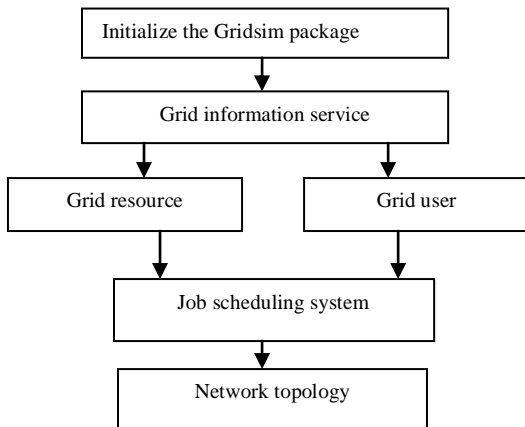 Initialize the Gridsim package
Grid information service
Grid resource
Grid user
Job scheduling system
Network topology